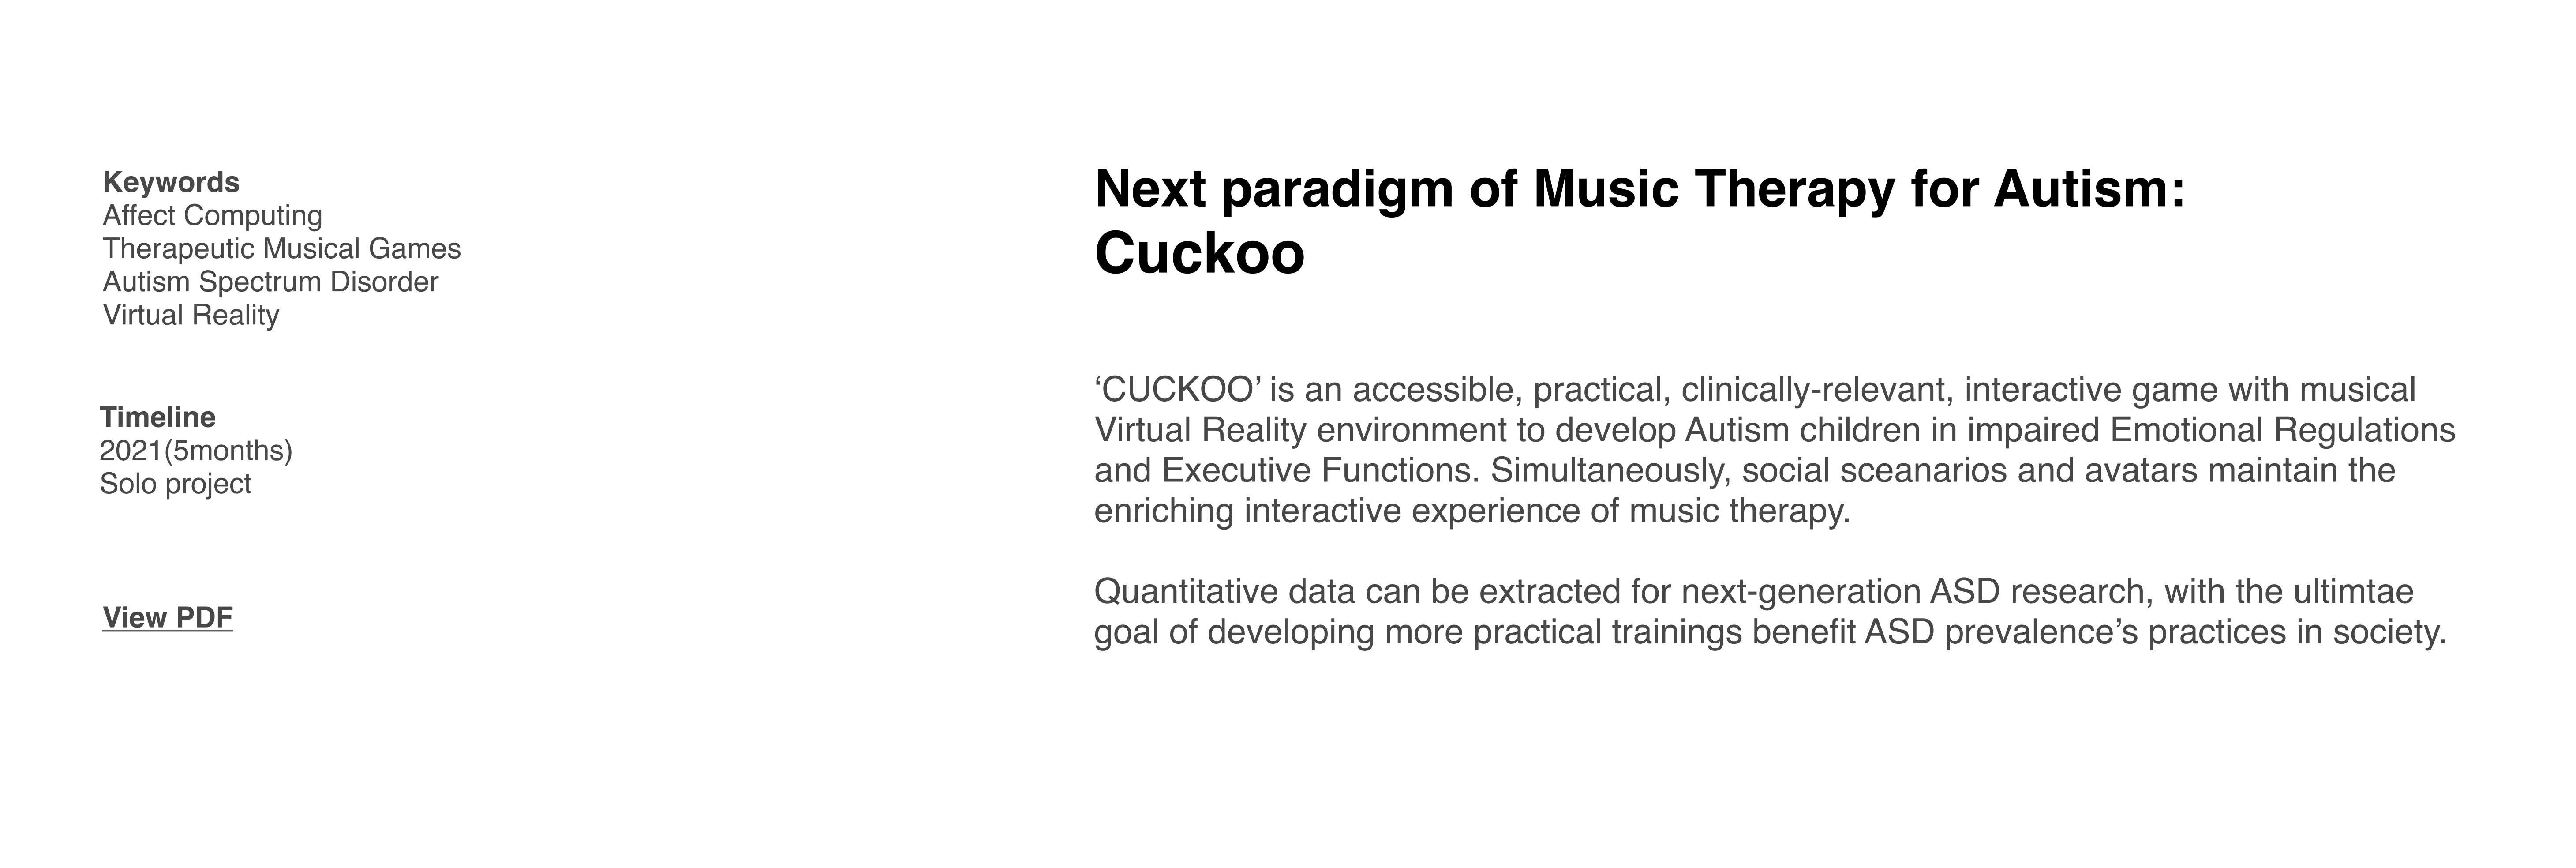 Keywords
Affect Computing
Therapeutic Musical Games
Autism Spectrum Disorder
Virtual Reality
Timeline
2021(5months)
Solo project
View PDF
Next paradigm of Music Therapy for Autism:
Cuckoo
‘CUCKOO’ is an accessible, practical, clinically-relevant, interactive game with musical
Virtual Reality environment to develop Autism children in impaired Emotional Regulations
and Executive Functions. Simultaneously, social sceanarios and avatars maintain the
enriching interactive experience of music therapy.
Quantitative data can be extracted for next-generation ASD research, with the ultimtae
goal of developing more practical trainings benefit ASD prevalence’s practices in society.